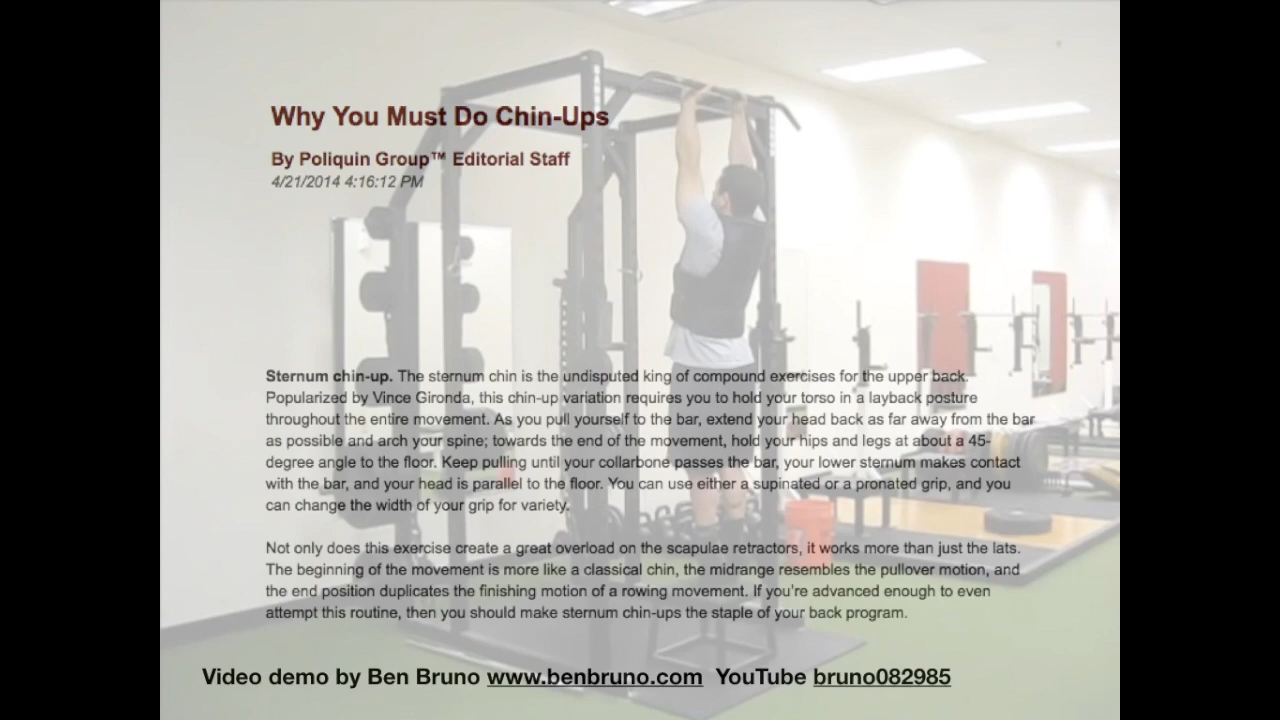 Why You Must Do Chin-Ups
By Poliquin Group™ Editorial Staff
4/21/2014 4:16:12 PM
Sternum chin-up. The sternum chin is the undisputed king of compound exercises for the upper back.
Popularized by Vince Gironda, this chin-up variation requires you to hold your torso in a layback posture
throughout the entire movement. As you pull yourself to the bar, extend your head back as far away from the bar
as possible and arch your spine; towards the end of the movement, hold your hips and legs at about a 45-
degree angle to the floor. Keep pulling until your collarbone passes the bar, your lower sternum makes contact
with the bar, and your head is parallel to the floor. You can use either a supinated or a pronated grip, and you
can change the width of your grip for variety.
Not only does this exercise create a great overload on the scapulae retractors, it works more than just the lats.
The beginning of the movement is more like a classical chin, the midrange resembles the pullover motion, and
the end position duplicates the finishing motion of a rowing movement. If you're advanced enough to even
attempt this routine, then you should make sternum chin-ups the staple of your back program.
Video demo by Ben Bruno www.benbruno.com YouTube bruno082985